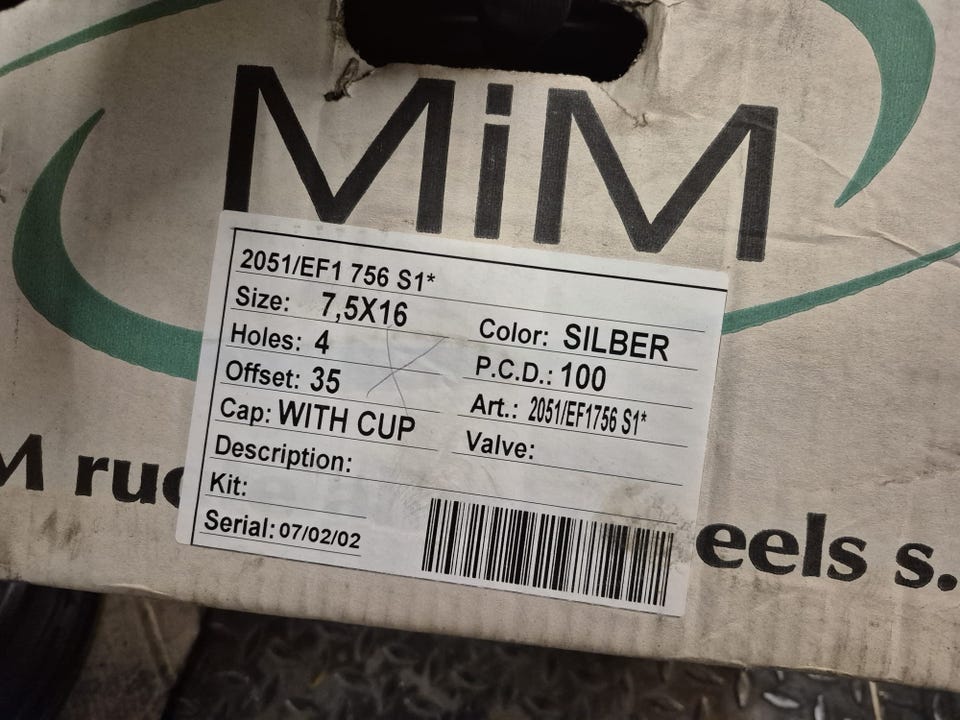 MiM
2051/EF1 756 S1*
Size: 7,5X16
Color: SILBER
Holes: 4
P.C.D.: 100
Offset: 35
Art.: 2051/EF1756 S1*
Cap: WITH CUP
Valve:
Description:
Kit:
Serial: 07/02/02
M ruo eels s.